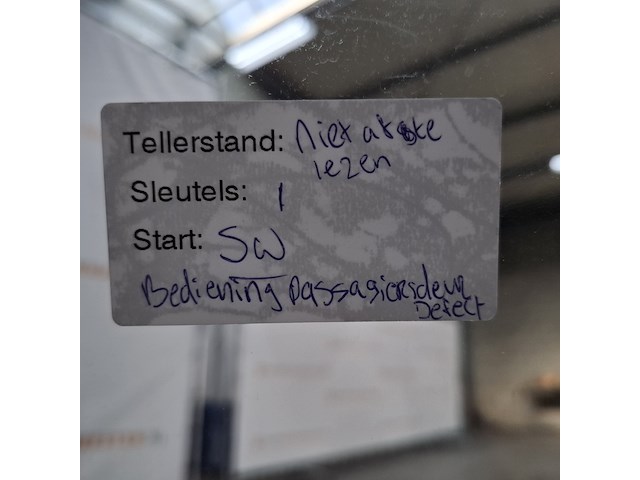 Tellerstand: Niet af te
lezen
Sleutels: 1
Start: SW
Bediening passagiersdeur
Defect